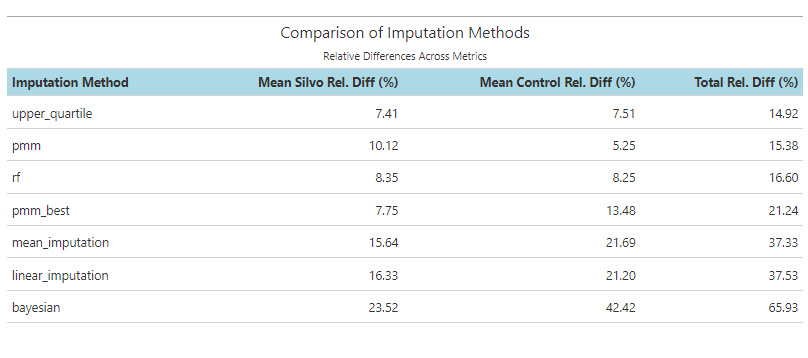 Comparison of Imputation Methods
Relative Differences Across Metrics
Imputation Method Mean Silvo Rel. Diff (%) Mean Control Rel. Diff (%) Total Rel. Diff (%)
upper_quartile 7.41 7.51 14.92
pmm 10.12 5.25 15.38
rf 8.35 8.25 16.60
pmm_best 7.75 13.48 21.24
mean_imputation 15.64 21.69 37.33
linear_imputation 16.33 21.20 37.53
bayesian 23.52 42.42 65.93